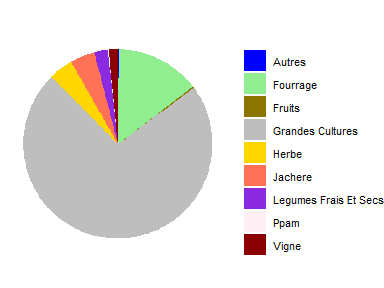 Autres
Fourrage
Fruits
Grandes Cultures
Herbe
Jachere
Legumes Frais Et Secs
Ppam
Vigne